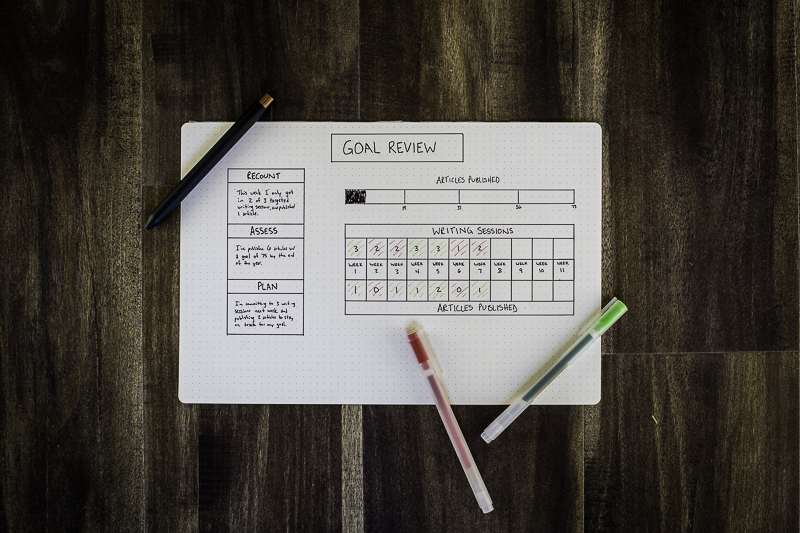 GOAL REVIEW
RECOUNT
This week I only got
in 2 of 3 targeted
writing sessions, and published
1 article.
ASSESS
I've publishe 6 articles w/
a goal of 75 by the end
of the year.
PLAN
I'm committing to 3 writing
sessions next week and
publishing 2 articles to stay
on track for my goal.
ARTICLES PUBLISHED
75
WRITING SESSIONS
3 2 2 3 3 1 2
WEEK WEEK WEEK WEEK WEEK WEEK WEEK WEEK WEEK WEEK WEEK
1 2 3 4 5 6 7 8 9 10 11
1 0 1 1 2 0 1
ARTICLES PUBLISHED